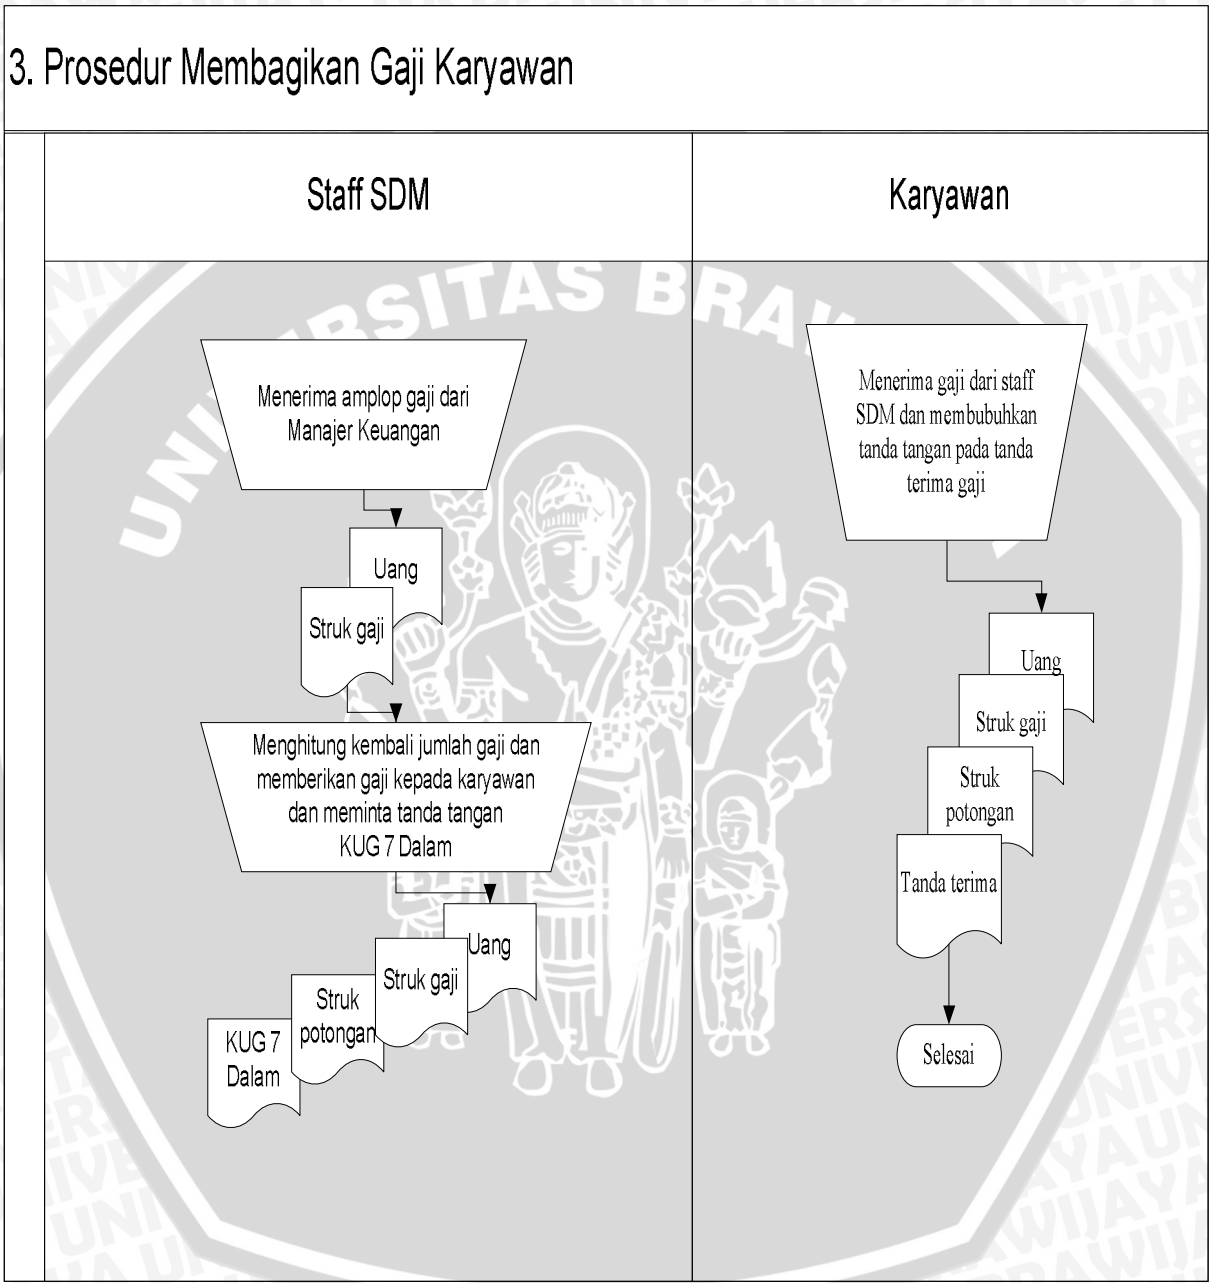 3. Prosedur Membagikan Gaji Karyawan
Staff SDM
Karyawan
UNIVERSITAS BRAW
Menerima amplop gaji dari
Manajer Keuangan
Uang
Struk gaji
Menghitung kembali jumlah gaji dan
memberikan gaji kepada karyawan
dan meminta tanda tangan
KUG 7 Dalam
Uang
Struk gaji
Struk
potongan
KUG 7
Dalam
Menerima gaji dari staff
SDM dan membubuhkan
tanda tangan pada tanda
terima gaji
Uang
Struk gaji
Struk
potongan
Tanda terima
Selesai